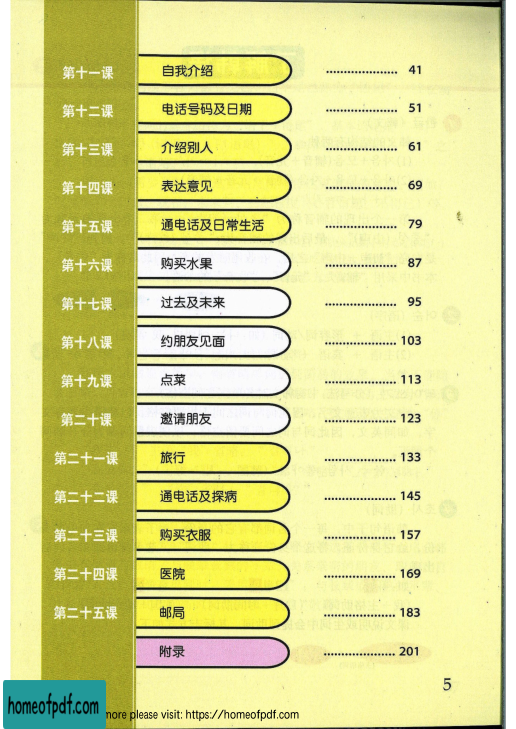 第十一课 自我介绍 .................... 41
第十二课 电话号码及日期 .................... 51
第十三课 介绍别人 .................... 61
第十四课 表达意见 .................... 69
第十五课 通电话及日常生活 .................... 79
第十六课 购买水果 .................... 87
第十七课 过去及未来 .................... 95
第十八课 约朋友见面 .................... 103
第十九课 点菜 .................... 113
第二十课 邀请朋友 .................... 123
第二十一课 旅行 .................... 133
第二十二课 通电话及探病 .................... 145
第二十三课 购买衣服 .................... 157
第二十四课 医院 .................... 169
第二十五课 邮局 .................... 183
附录 .................... 201
5
homeofpdf.com
more please visit: https://homeofpdf.com